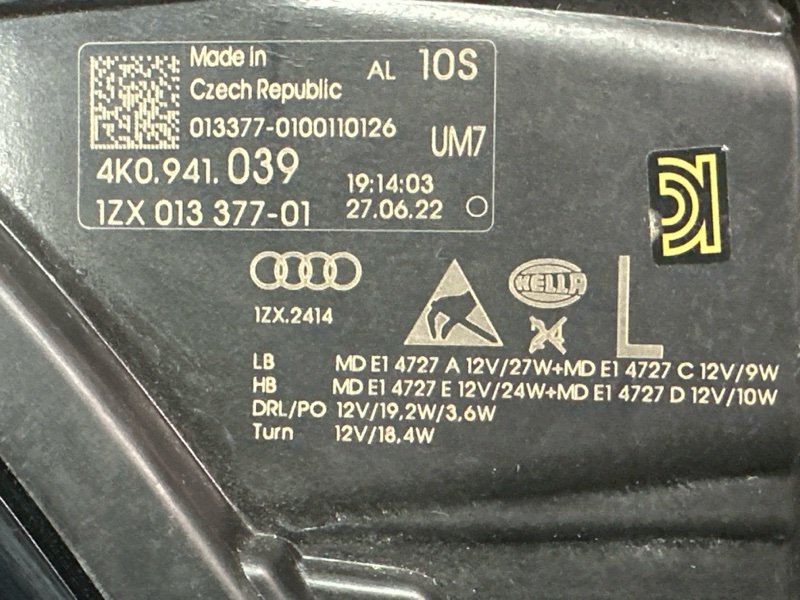 Made in
Czech Republic
AL 10S
013377-0100110126
UM7
4K0.941.039
19:14:03
1ZX 013 377-01
27.06.22
1ZX.2414
HELLA
24
L
LB MD E1 4727 A 12V/27W+MD E1 4727 C 12V/9W
HB MD E1 4727 E 12V/24W+MD E1 4727 D 12V/10W
DRL/PO 12V/19,2W/3,6W
Turn 12V/18,4W